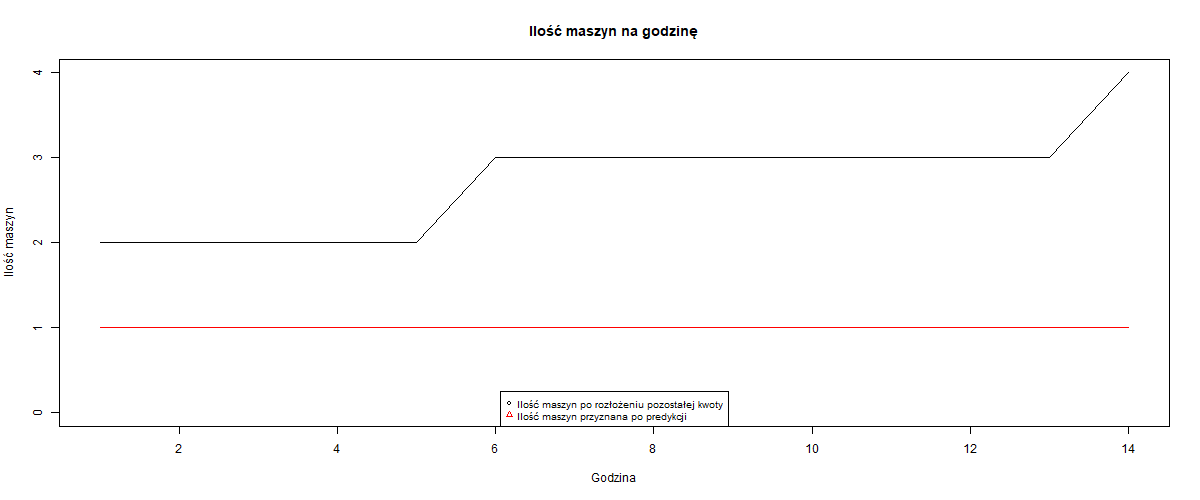 Ilość maszyn na godzinę
Ilość maszyn
4
3
2
1
0
Ilość maszyn po rozłożeniu pozostałej kwoty
Ilość maszyn przyznana po predykcji
2 4 6 8 10 12 14
Godzina